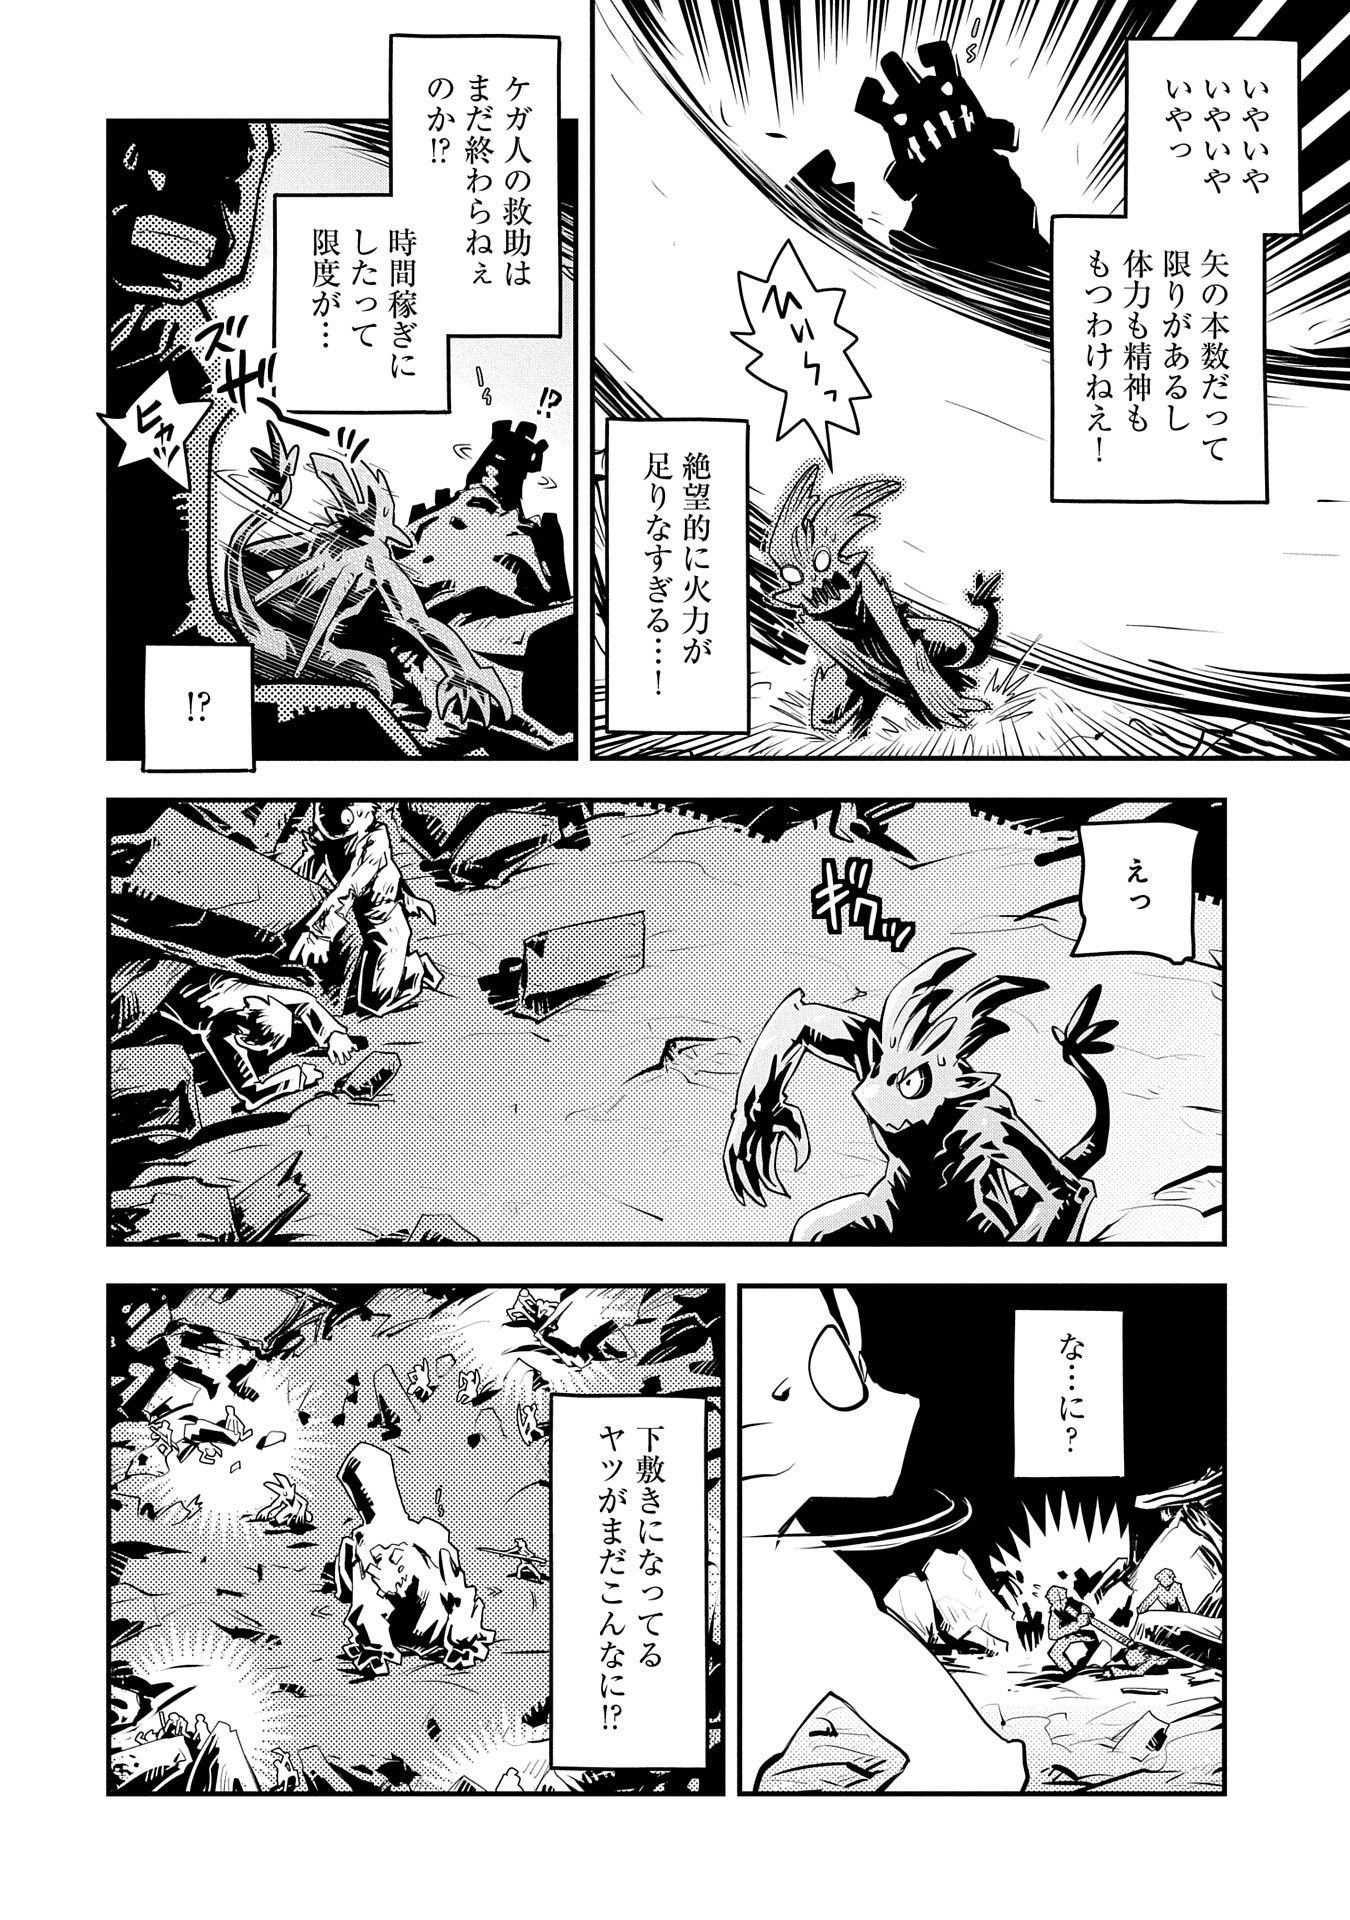 いやいや
いやいや
いやっ
矢の本数だって
限りがあるし
体力も精神も
もつわけねえ！
ひいらっ
絶望的に火力が
足りなすぎる…！
ケガ人の救助は
まだ終わらねぇ
のか!?
時間稼ぎに
したって
限度が…
!?
ズザザ
ヒャッ
!?
えっ
ギクッ
な…に？
下敷きになってる
ヤツがまだこんなに!?